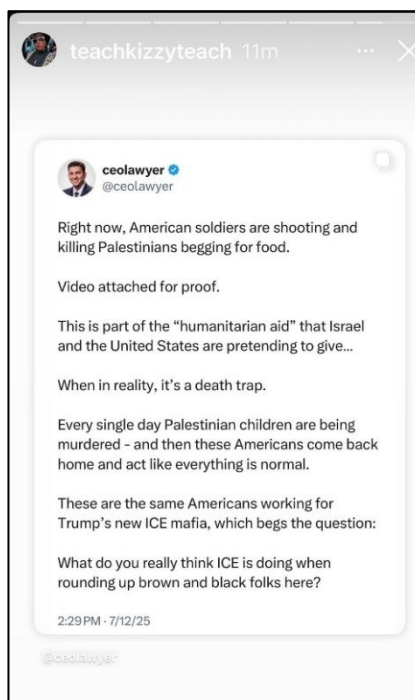 teachkizzyteach 11m
ceolawyer
@ceolawyer
Right now, American soldiers are shooting and
killing Palestinians begging for food.
Video attached for proof.
This is part of the “humanitarian aid” that Israel
and the United States are pretending to give...
When in reality, it’s a death trap.
Every single day Palestinian children are being
murdered - and then these Americans come back
home and act like everything is normal.
These are the same Americans working for
Trump’s new ICE mafia, which begs the question:
What do you really think ICE is doing when
rounding up brown and black folks here?
2:29 PM · 7/12/25
@ceolawyer